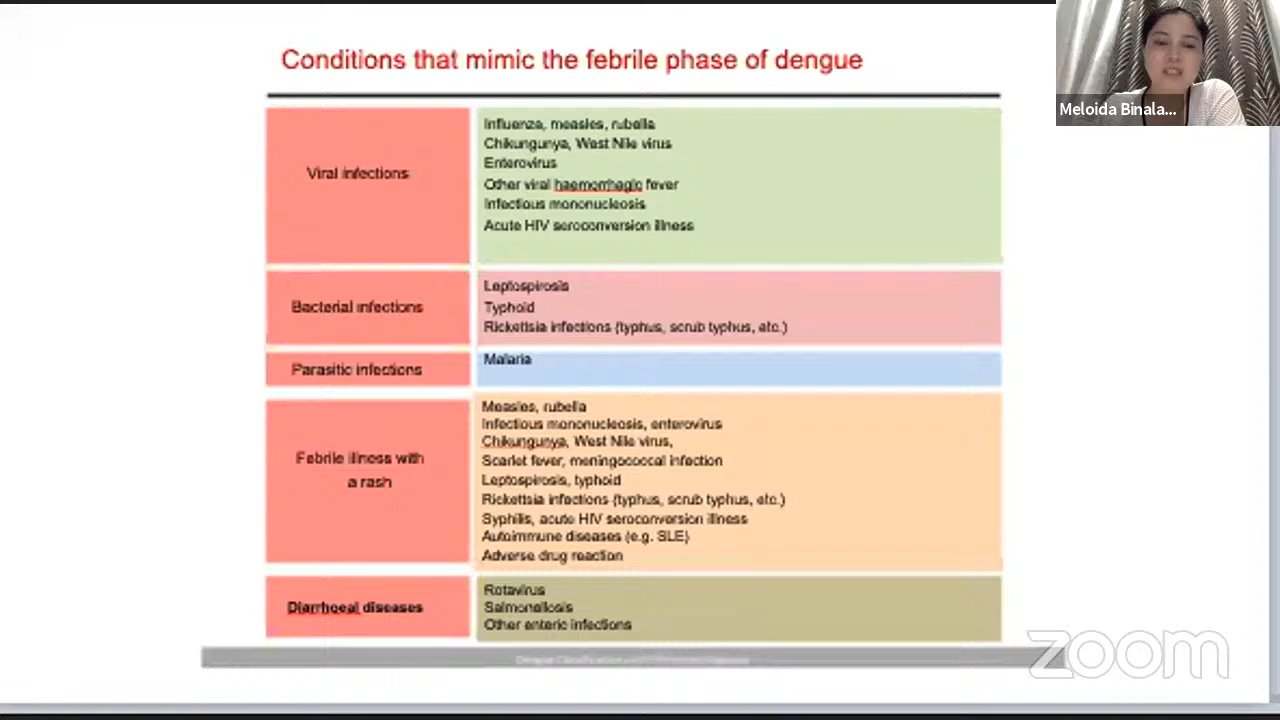 Conditions that mimic the febrile phase of dengue
Viral infections
Influenza, measles, rubella
Chikungunya, West Nile virus
Enterovirus
Other viral haemorrhagic fever
Infectious mononucleosis
Acute HIV seroconversion illness
Bacterial infections
Leptospirosis
Typhoid
Rickettsia infections (typhus, scrub typhus, etc.)
Parasitic infections
Malaria
Febrile illness with
a rash
Measles, rubella
Infectious mononucleosis, enterovirus
Chikungunya, West Nile virus,
Scarlet fever, meningococcal infection
Leptospirosis, typhoid
Rickettsia infections (typhus, scrub typhus, etc.)
Syphilis, acute HIV seroconversion illness
Autoimmune diseases (e.g. SLE)
Adverse drug reaction
Diarrhoeal diseases
Rotavirus
Salmonellosis
Other enteric infections
Meloida Binala...
zoom